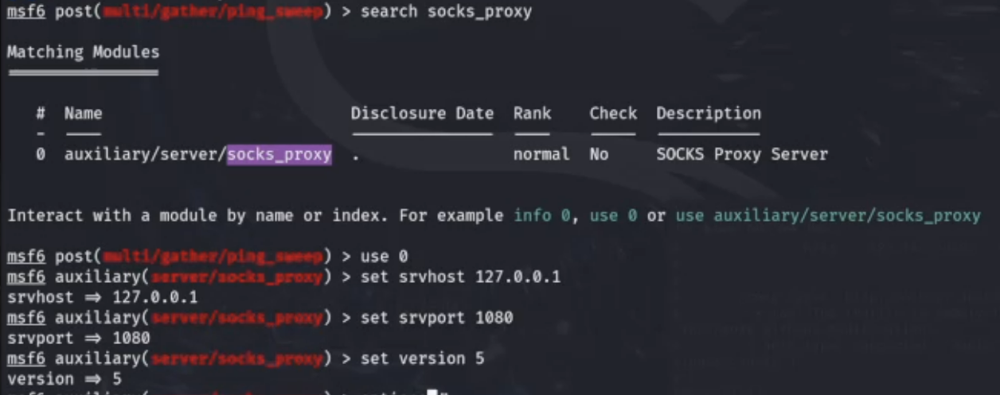 msf6 post(multi/gather/ping_sweep) > search socks_proxy
Matching Modules
# Name Disclosure Date Rank Check Description
- ---- --------------- ---- ----- -----------
0 auxiliary/server/socks_proxy . normal No SOCKS Proxy Server
Interact with a module by name or index. For example info 0, use 0 or use auxiliary/server/socks_proxy
msf6 post(multi/gather/ping_sweep) > use 0
msf6 auxiliary(server/socks_proxy) > set srvhost 127.0.0.1
srvhost ⇒ 127.0.0.1
msf6 auxiliary(server/socks_proxy) > set srvport 1080
srvport ⇒ 1080
msf6 auxiliary(server/socks_proxy) > set version 5
version ⇒ 5